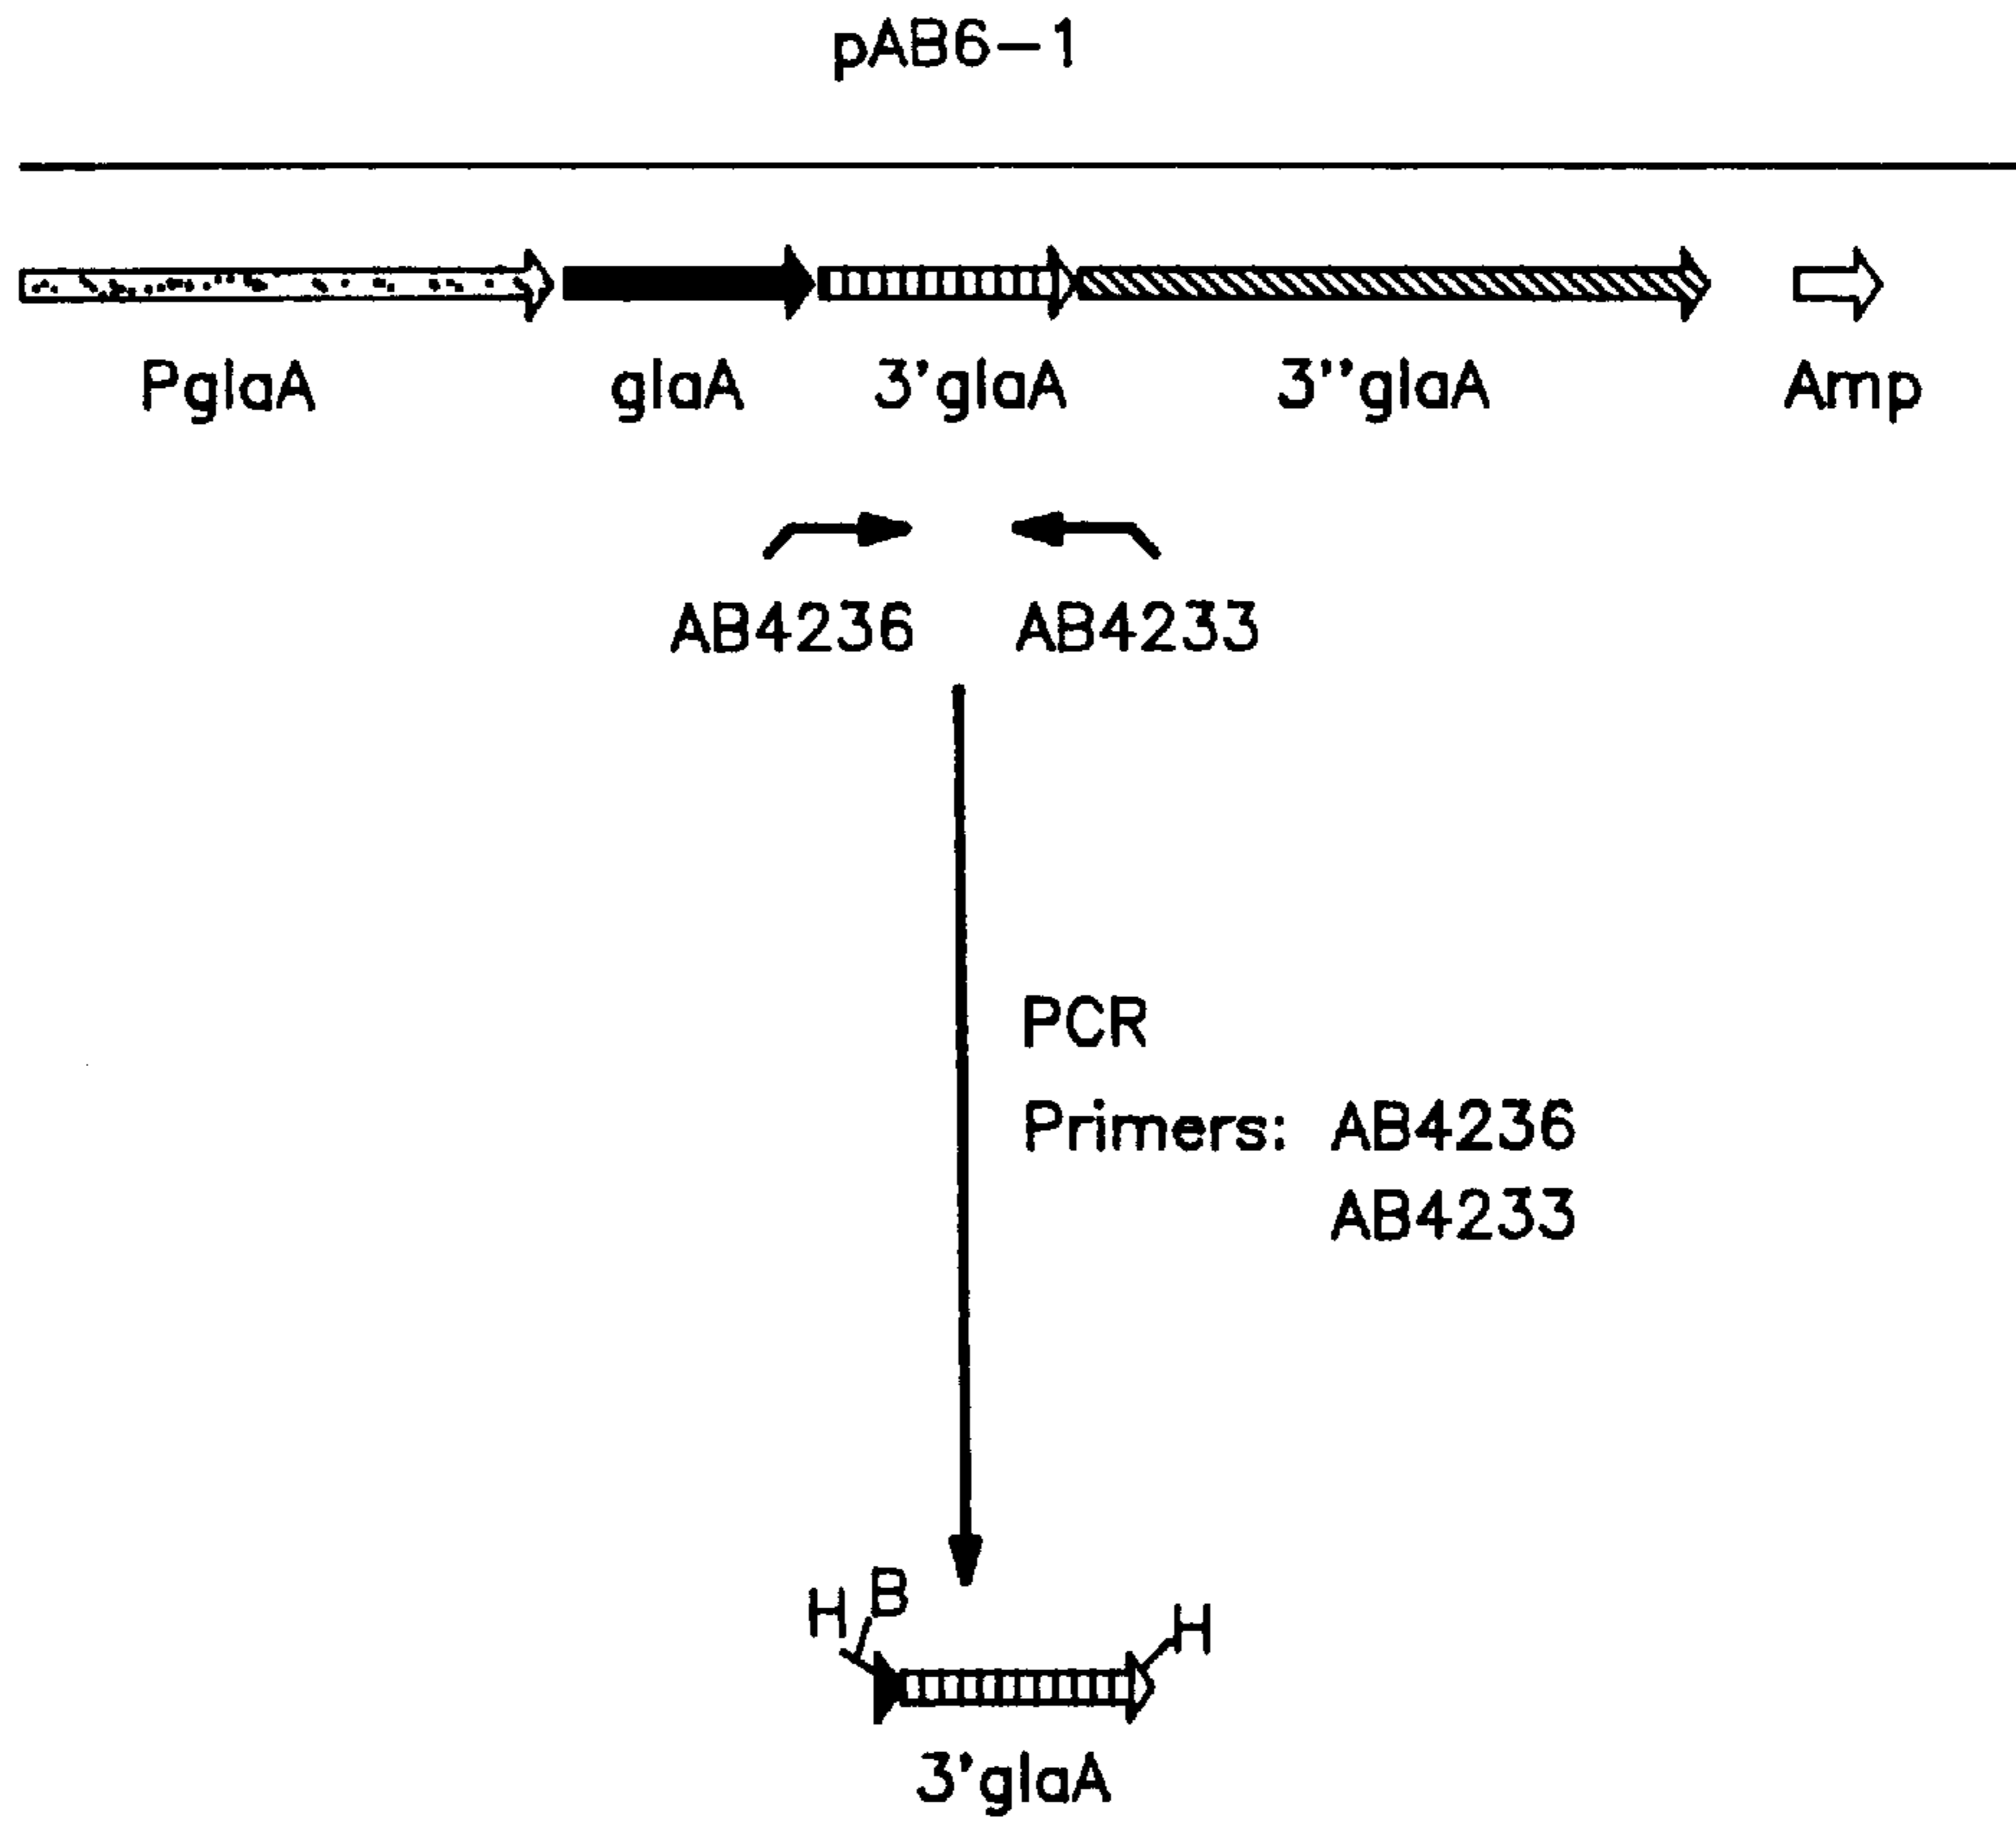 pAB6-1
PglaA glaA 3'glaA 3''glaA Amp
AB4236 AB4233
PCR
Primers: AB4236
AB4233
H B H
3'glaA